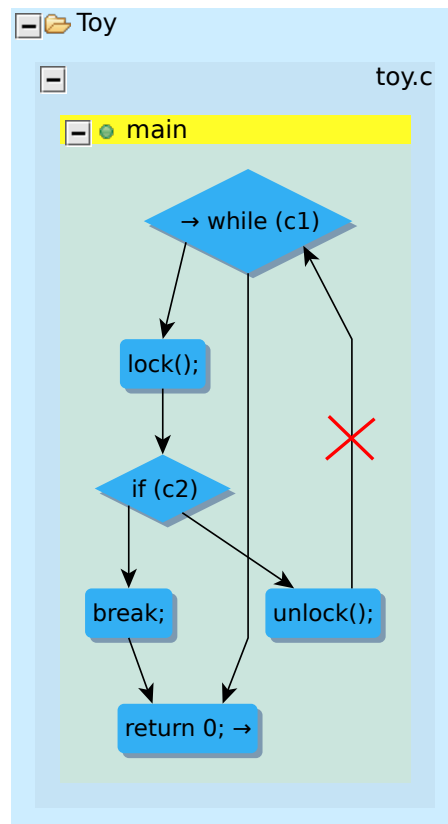 Toy
toy.c
main
→ while (c1)
lock();
if (c2)
break;
unlock();
return 0; →